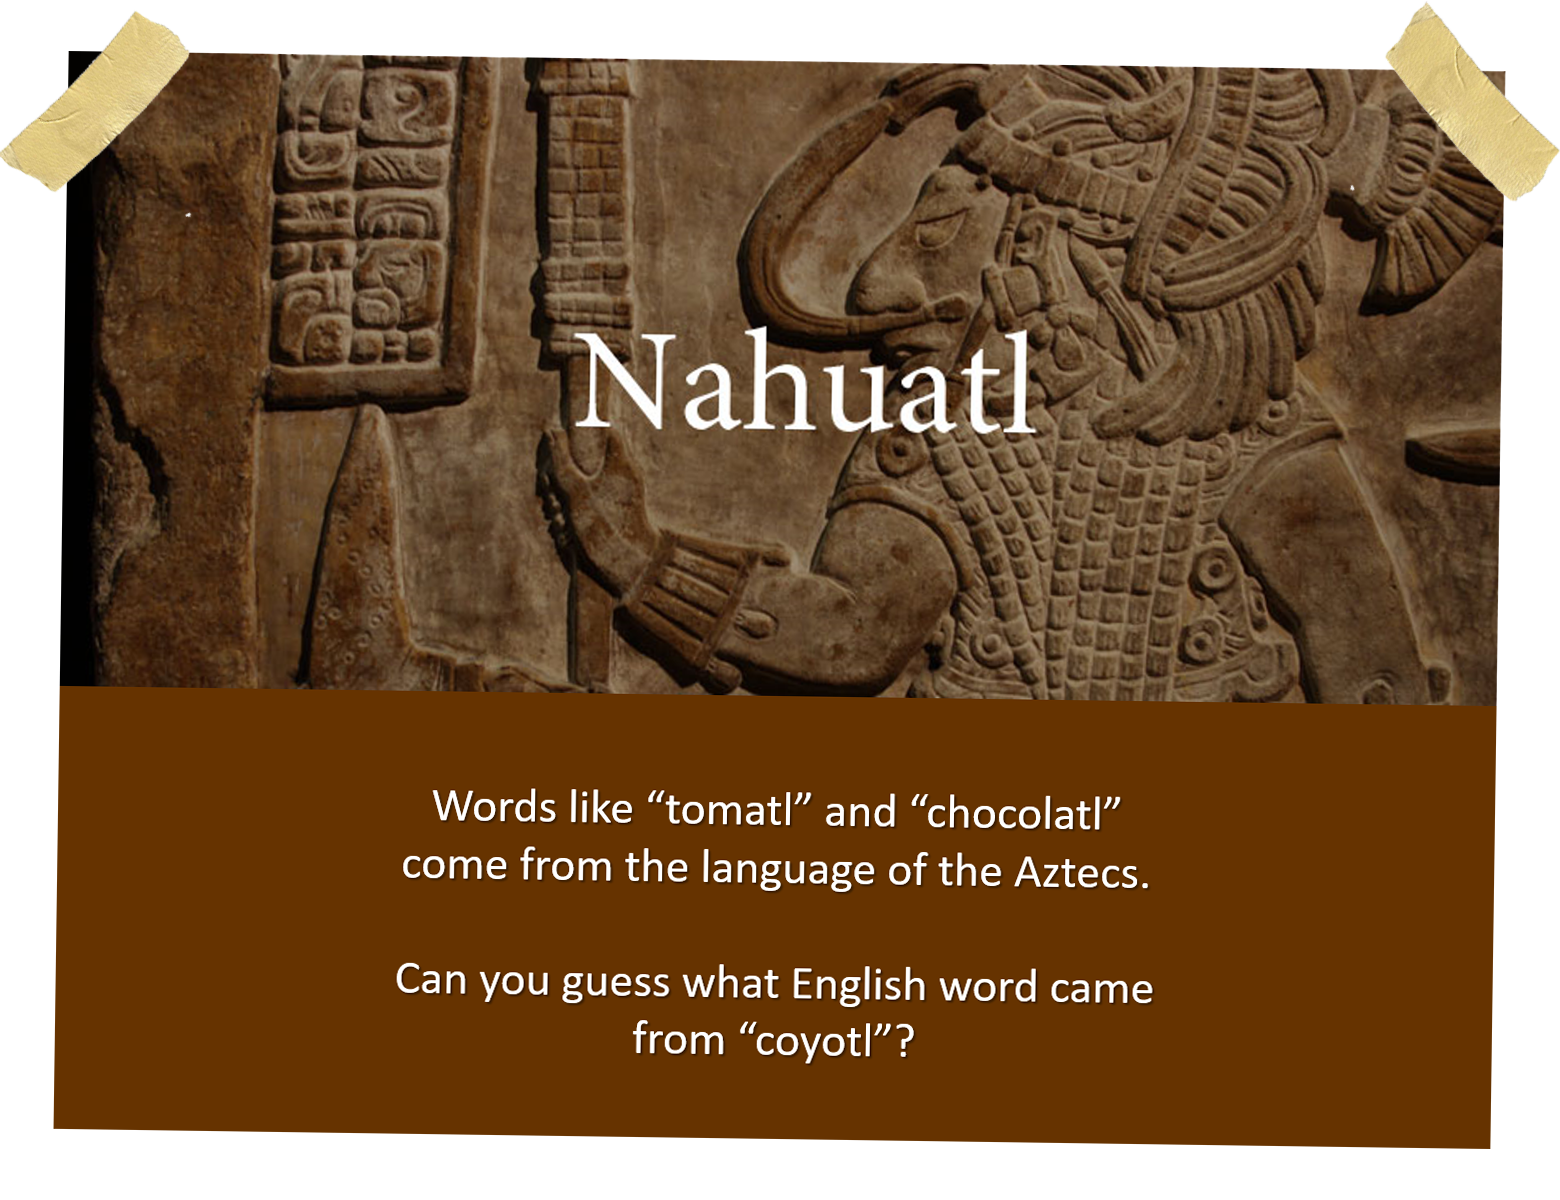 Nahuatl
Words like “tomatl” and “chocolatl”
come from the language of the Aztecs.
Can you guess what English word came
from “coyotl”?